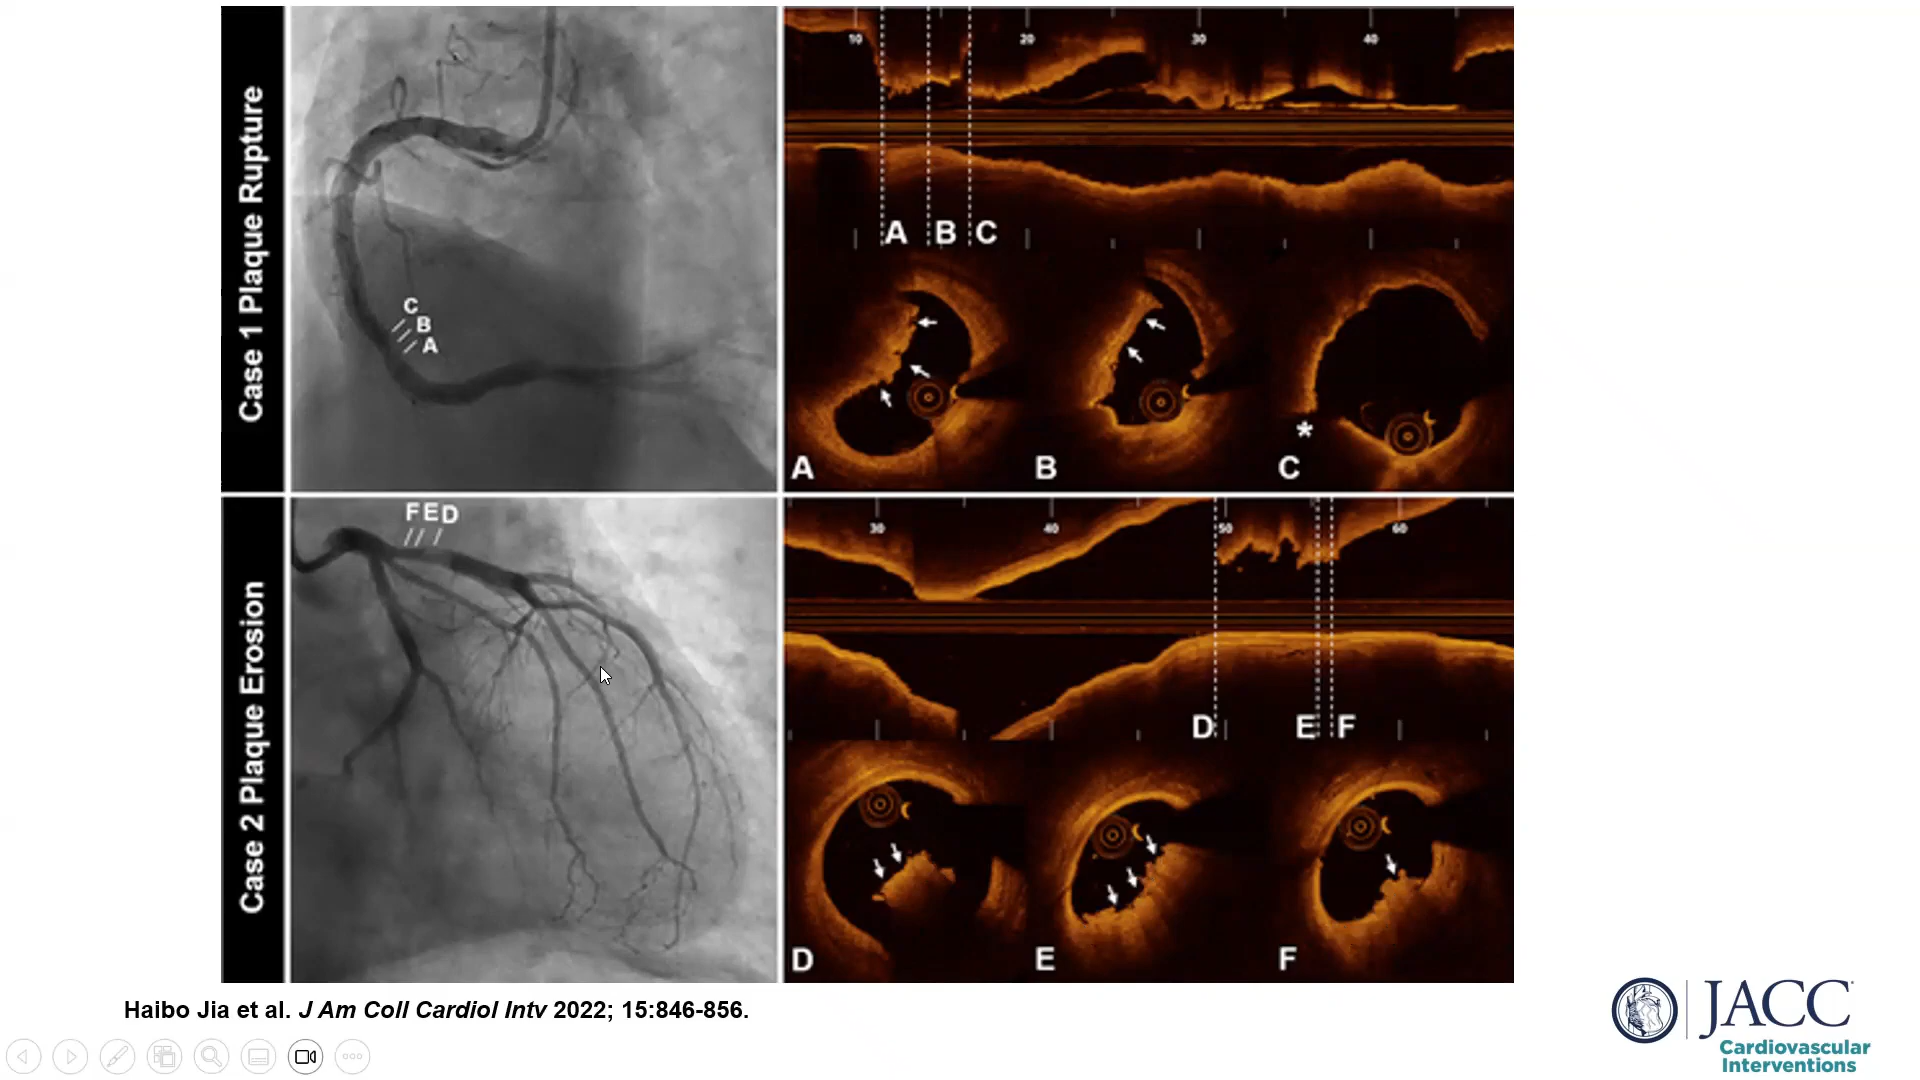 Case 1 Plaque Rupture
C
B
A
10 20 30 40
A B C
*
A B C
Case 2 Plaque Erosion
F E D
30 40 50 60
D E F
D E F
Haibo Jia et al. J Am Coll Cardiol Intv 2022; 15:846-856.
JACC
Cardiovascular
Interventions